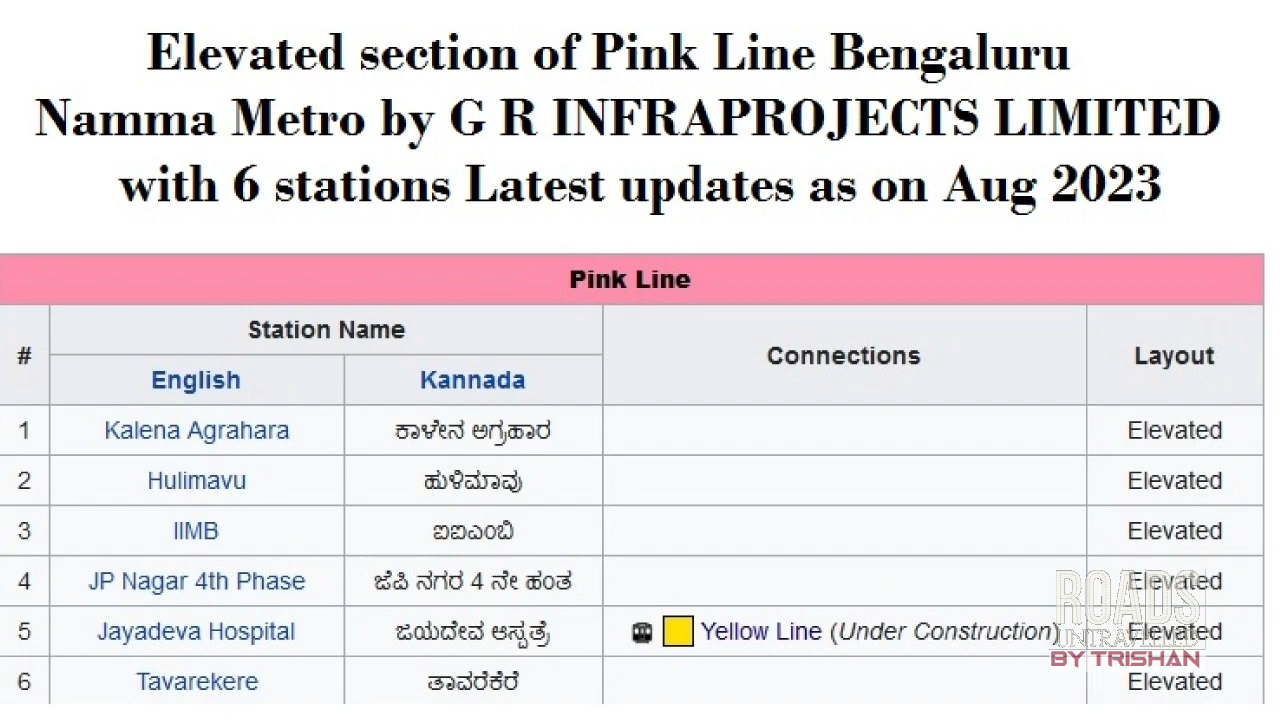 Elevated section of Pink Line Bengaluru
Namma Metro by G R INFRAPROJECTS LIMITED
with 6 stations Latest updates as on Aug 2023
Pink Line
# Station Name Connections Layout
English Kannada
1 Kalena Agrahara ಕಾಳೇನ ಅಗ್ರಹಾರ Elevated
2 Hulimavu ಹುಳಿಮಾವು Elevated
3 IIMB ಐಐಎಂಬಿ Elevated
4 JP Nagar 4th Phase ಜೆಪಿ ನಗರ 4 ನೇ ಹಂತ Elevated
5 Jayadeva Hospital ಜಯದೇವ ಆಸ್ಪತ್ರೆ Yellow Line (Under Construction) Elevated
6 Tavarekere ತಾವರೆಕೆರೆ Elevated
ROADS
UNTRAVELLED
BY TRISHAN